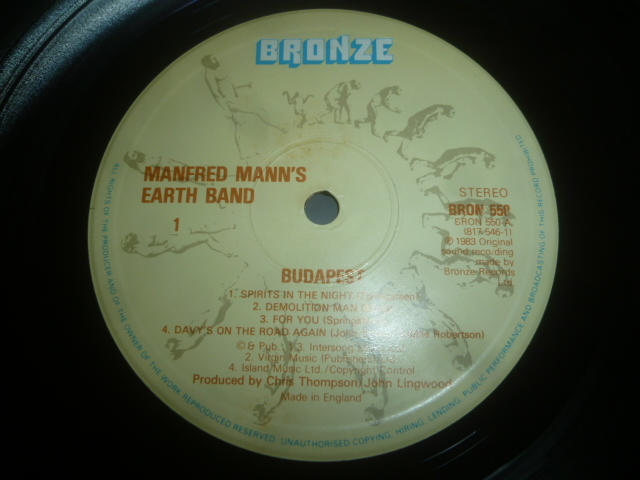 BRONZE
MANFRED MANN'S
EARTH BAND
1
STEREO
BRON 550
BRON 550-A
(817-546-1)
℗ 1983 Original
sound recording
made by
Bronze Records
Ltd.
BUDAPEST
1. SPIRITS IN THE NIGHT
2. DEMOLITION MAN
3. FOR YOU
4. DAVY'S ON THE ROAD AGAIN Robertson)
© & Pub. 3. Intersong
2. Virgin Music (Publishers)
4. Island Music Ltd./Copyright Control
Produced by Chris Thompson/John Lingwood
Made in England
ALL RIGHTS OF THE PRODUCER AND OF THE OWNER OF THE WORK REPRODUCED RESERVED. UNAUTHORISED COPYING, HIRING, LENDING, PUBLIC PERFORMANCE AND BROADCASTING OF THIS RECORD PROHIBITED